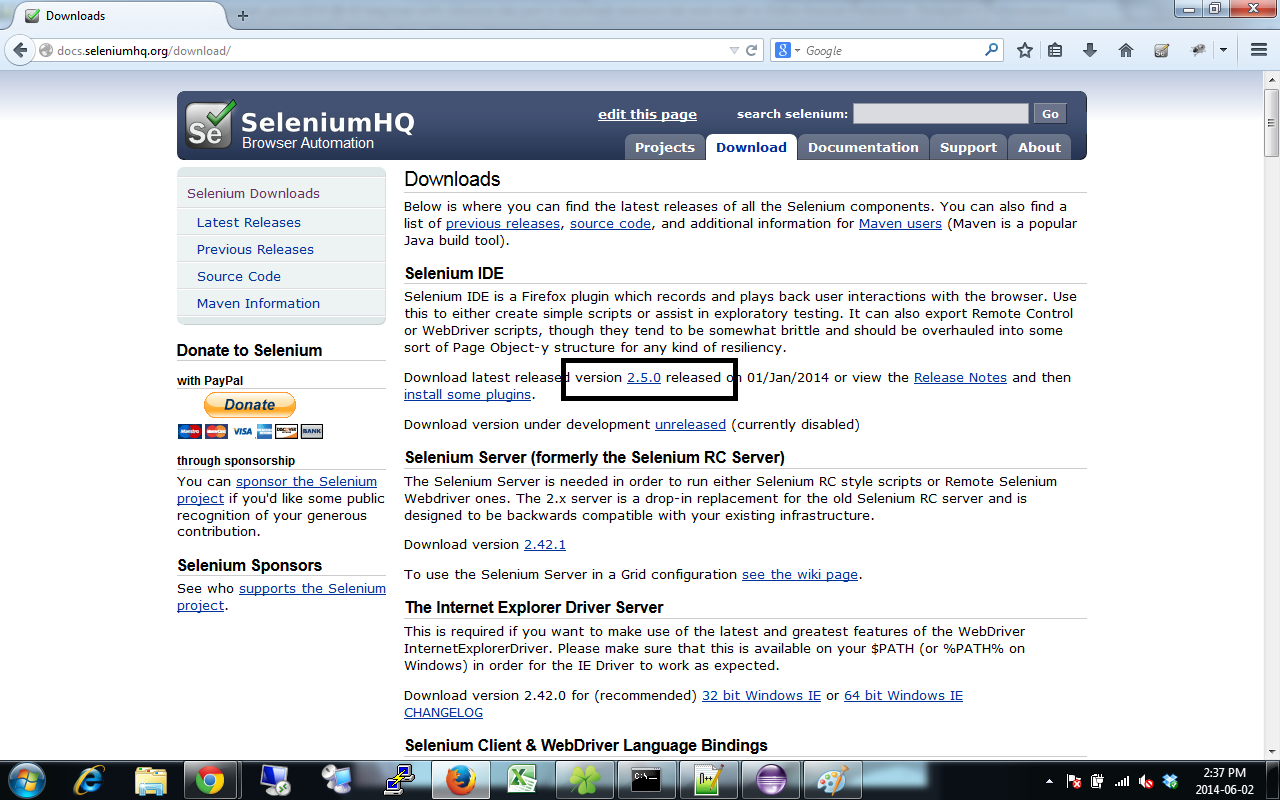 Downloads
docs.seleniumhq.org/download/
Google
Se
SeleniumHQ
Browser Automation
edit this page
search selenium:
Go
Projects
Download
Documentation
Support
About
Selenium Downloads
Latest Releases
Previous Releases
Source Code
Maven Information
Donate to Selenium
with PayPal
Donate
VISA
BANK
through sponsorship
You can sponsor the Selenium
project if you'd like some public
recognition of your generous
contribution.
Selenium Sponsors
See who supports the Selenium
project.
Downloads
Below is where you can find the latest releases of all the Selenium components. You can also find a
list of previous releases, source code, and additional information for Maven users (Maven is a popular
Java build tool).
Selenium IDE
Selenium IDE is a Firefox plugin which records and plays back user interactions with the browser. Use
this to either create simple scripts or assist in exploratory testing. It can also export Remote Control
or WebDriver scripts, though they tend to be somewhat brittle and should be overhauled into some
sort of Page Object-y structure for any kind of resiliency.
Download latest released version 2.5.0 released on 01/Jan/2014 or view the Release Notes and then
install some plugins.
Download version under development unreleased (currently disabled)
Selenium Server (formerly the Selenium RC Server)
The Selenium Server is needed in order to run either Selenium RC style scripts or Remote Selenium
Webdriver ones. The 2.x server is a drop-in replacement for the old Selenium RC server and is
designed to be backwards compatible with your existing infrastructure.
Download version 2.42.1
To use the Selenium Server in a Grid configuration see the wiki page.
The Internet Explorer Driver Server
This is required if you want to make use of the latest and greatest features of the WebDriver
InternetExplorerDriver. Please make sure that this is available on your $PATH (or %PATH% on
Windows) in order for the IE Driver to work as expected.
Download version 2.42.0 for (recommended) 32 bit Windows IE or 64 bit Windows IE
CHANGELOG
Selenium Client & WebDriver Language Bindings
2:37 PM
2014-06-02